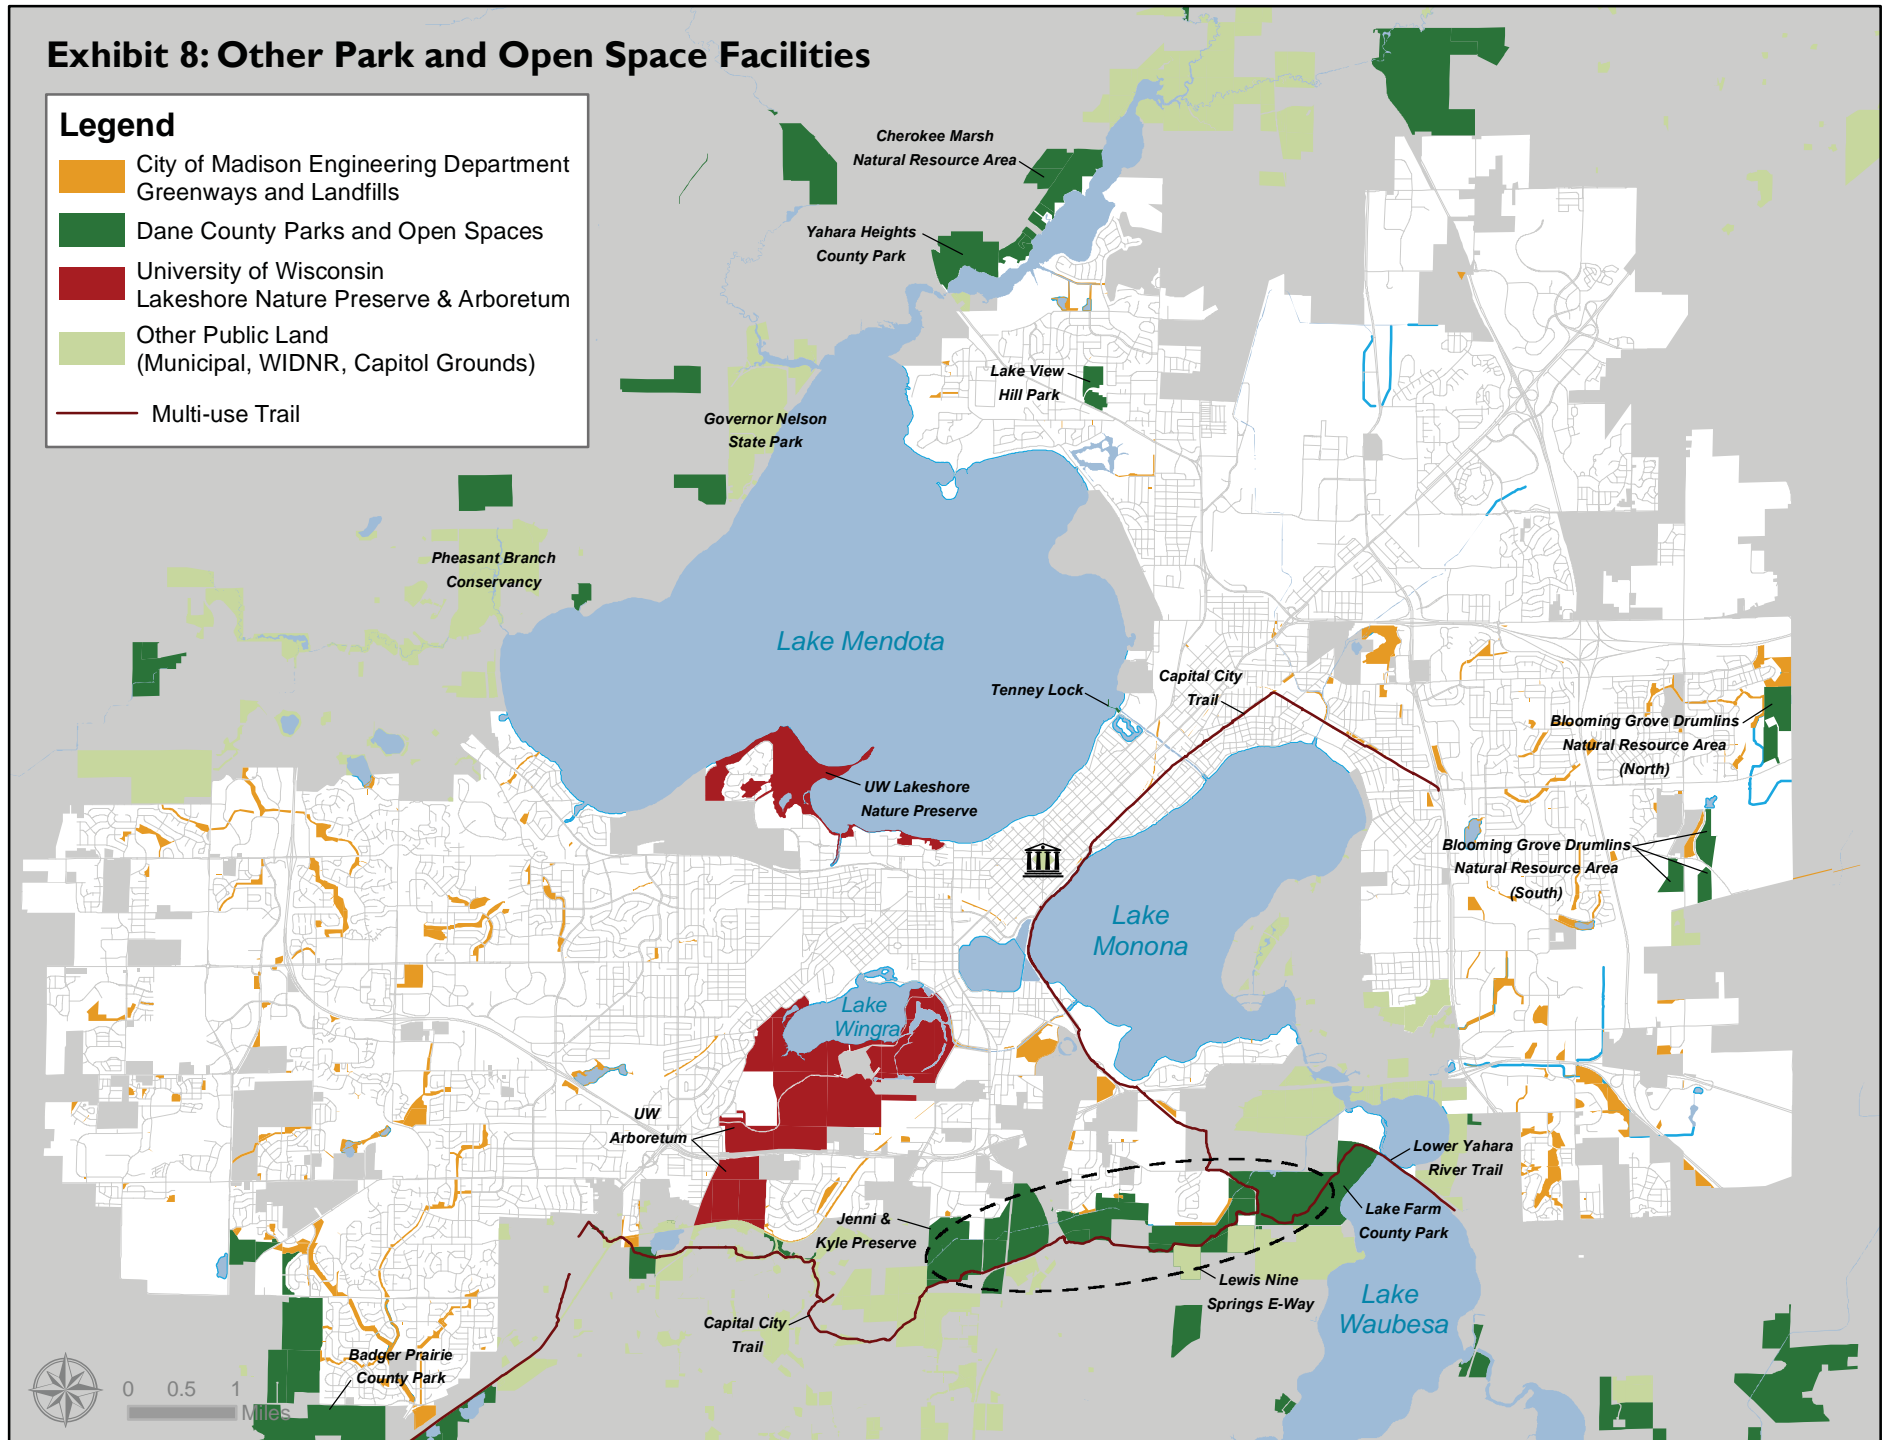 Exhibit 8: Other Park and Open Space Facilities
Legend
City of Madison Engineering Department
Greenways and Landfills
Dane County Parks and Open Spaces
University of Wisconsin
Lakeshore Nature Preserve & Arboretum
Other Public Land
(Municipal, WIDNR, Capitol Grounds)
Multi-use Trail
Cherokee Marsh
Natural Resource Area
Yahara Heights
County Park
Lake View
Hill Park
Governor Nelson
State Park
Pheasant Branch
Conservancy
Lake Mendota
Tenney Lock
Capital City
Trail
Blooming Grove Drumlins
Natural Resource Area
(North)
UW Lakeshore
Nature Preserve
Blooming Grove Drumlins
Natural Resource Area
(South)
Lake
Monona
Lake
Wingra
UW
Arboretum
Lower Yahara
River Trail
Jenni &
Kyle Preserve
Lake Farm
County Park
Lewis Nine
Springs E-Way
Lake
Waubesa
Capital City
Trail
Badger Prairie
County Park
0 0.5 1
Miles